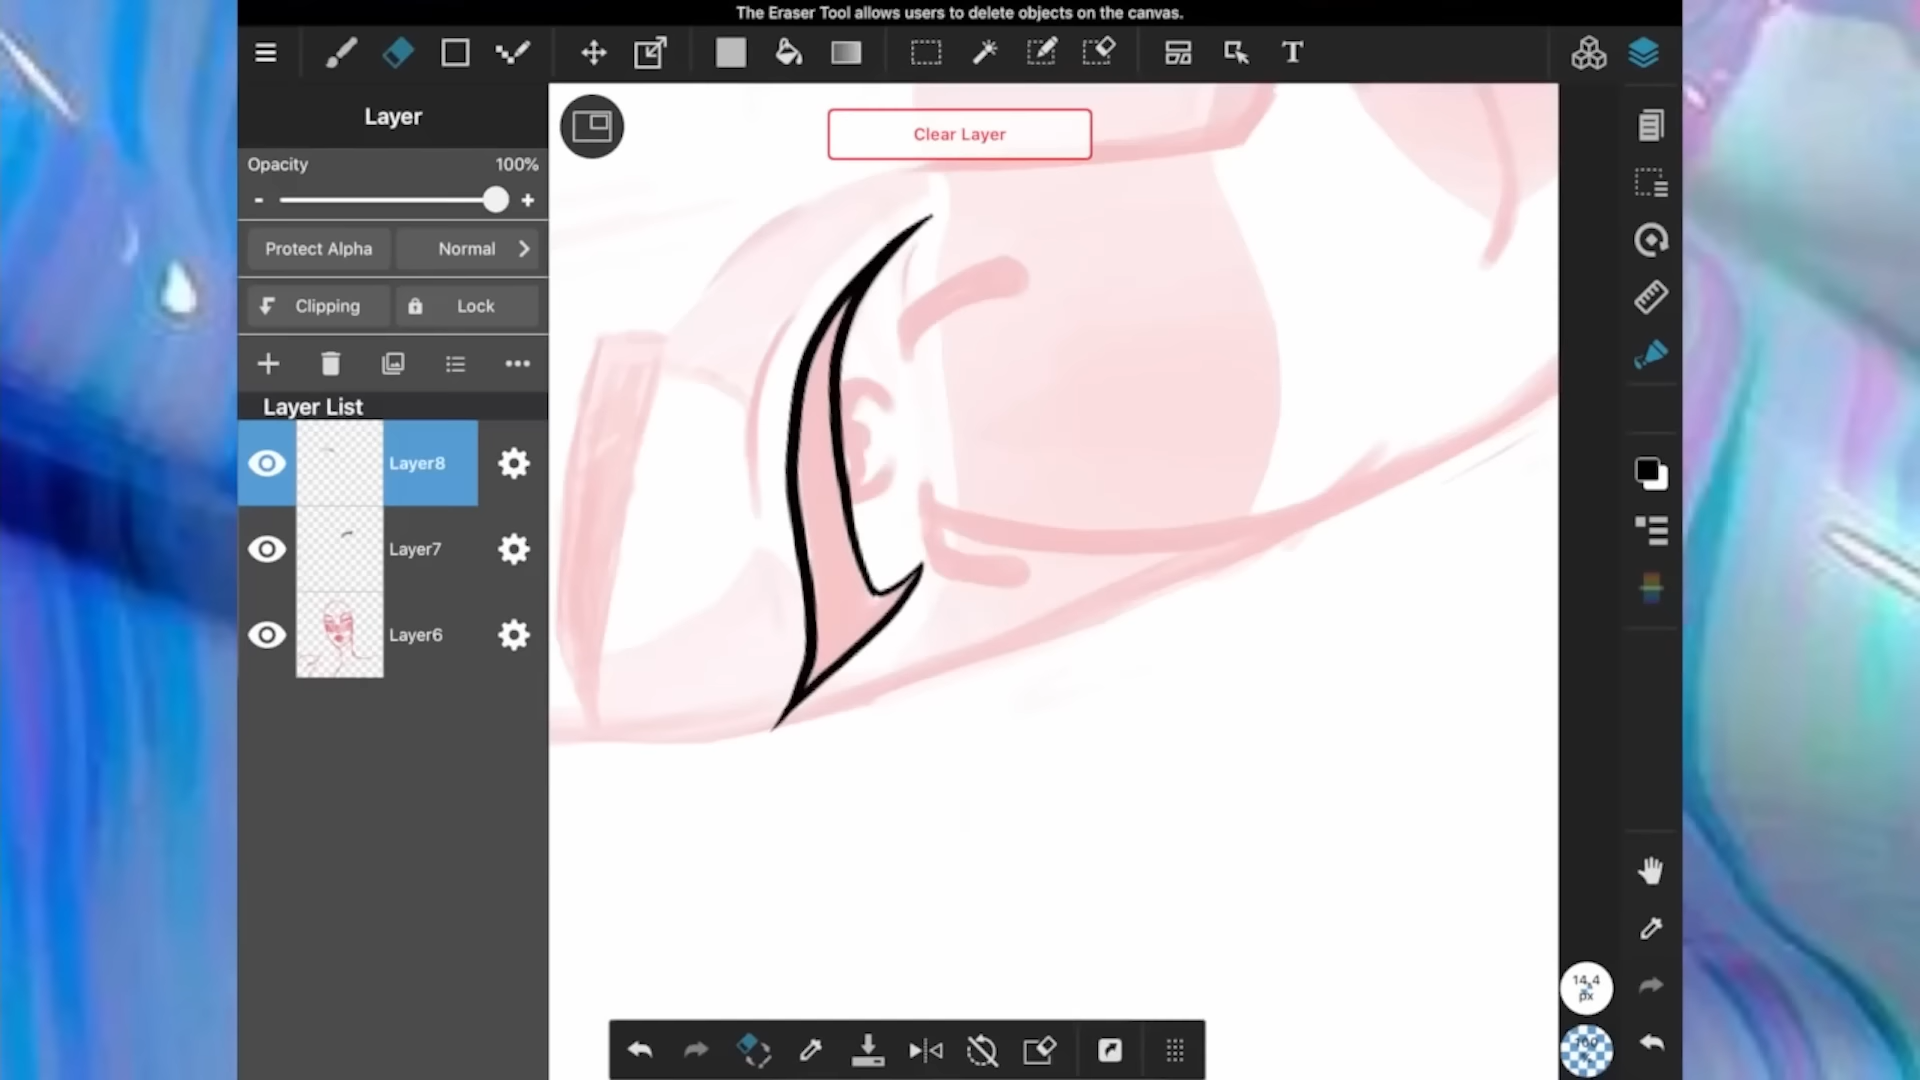 The Eraser Tool allows users to delete objects on the canvas.
T
Layer
Clear Layer
Opacity 100%
- +
Protect Alpha Normal
Clipping Lock
Layer List
Layer8
Layer7
Layer6
14.4
px
100
%